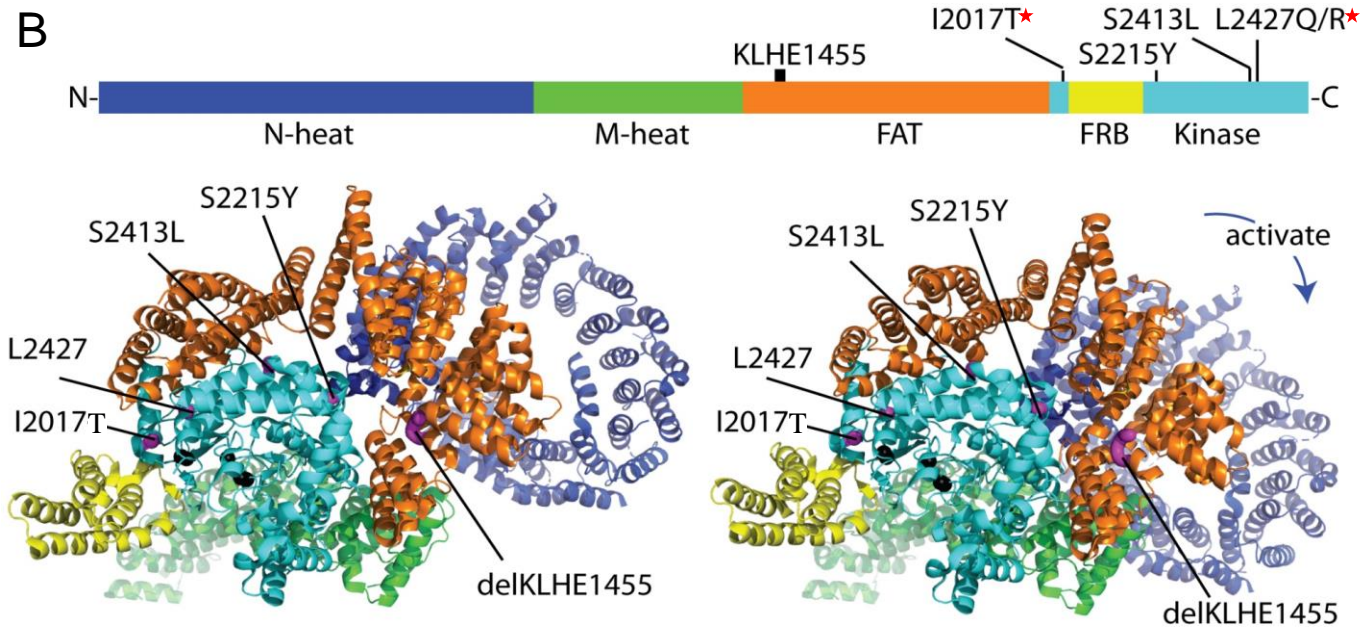 B
I2017T★
S2413L
L2427Q/R★
KLHE1455
S2215Y
N-
-C
N-heat
M-heat
FAT
FRB
Kinase
S2215Y
S2413L
L2427
I2017T
delKLHE1455
S2215Y
S2413L
activate
L2427
I2017T
delKLHE1455